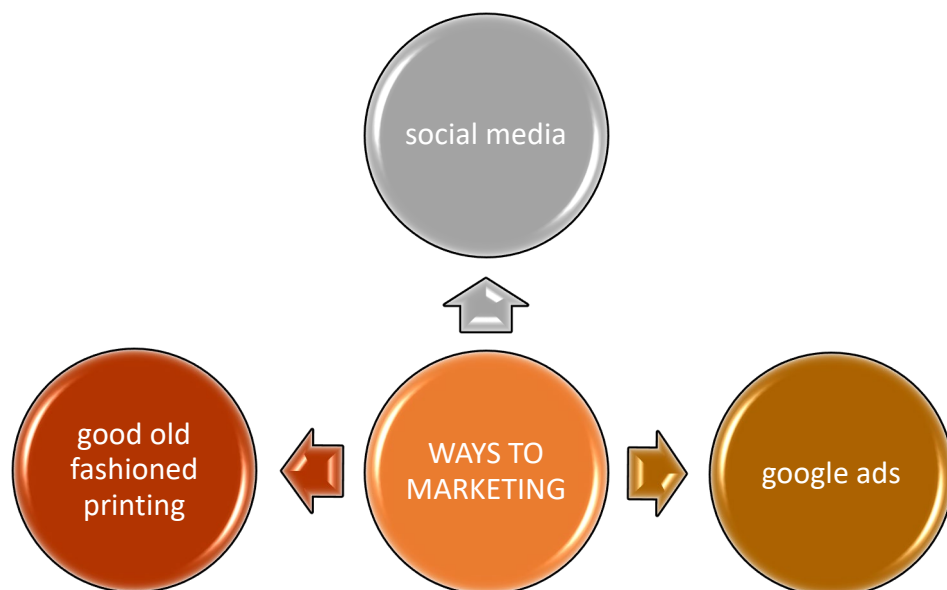 social media
good old
fashioned
printing
WAYS TO
MARKETING
google ads